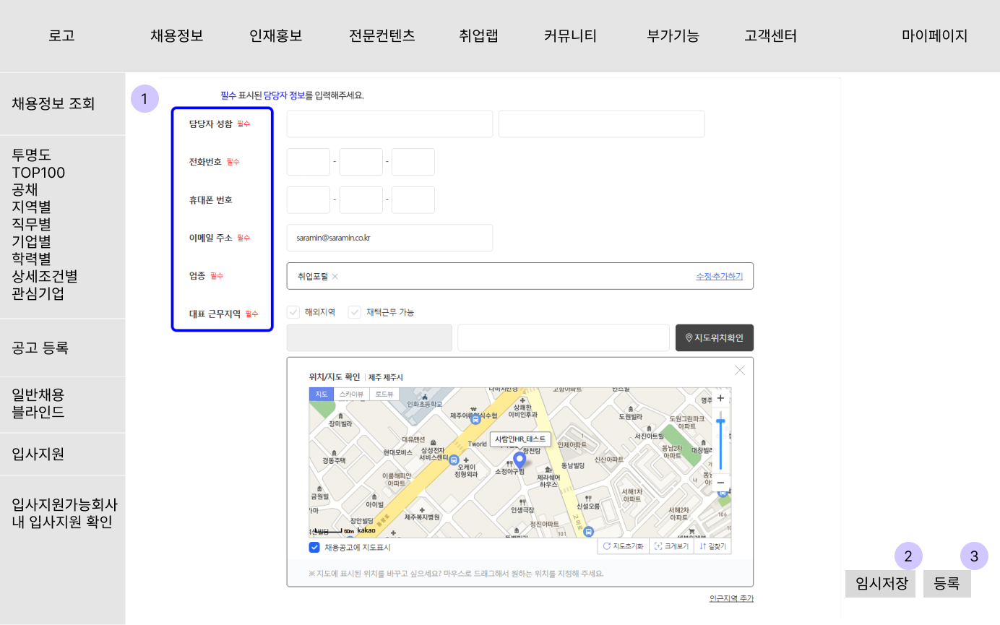 로고
채용정보
인재홍보
전문컨텐츠
취업랩
커뮤니티
부가기능
고객센터
마이페이지
채용정보 조회
투명도
TOP100
공채
지역별
직무별
기업별
학력별
상세조건별
관심기업
공고 등록
일반채용
블라인드
입사지원
입사지원가능회사
내 입사지원 확인
1
필수 표시된 담당자 정보를 입력해주세요.
담당자 성함 필수
전화번호 필수
- -
휴대폰 번호
- -
이메일 주소 필수
saramin@saramin.co.kr
업종 필수
취업포털 ×
수정·추가하기
대표 근무지역 필수
해외지역
재택근무 가능
지도위치확인
위치/지도 확인 | 제주 제주시
지도
스카이뷰
로드뷰
인화초등학교
고향아파트
상쾌한
이비인후과
장미빌라
도원빌라
도원그린파크
아파트
대유맨션
사람인HR_테스트
서진아트빌
1
현대모비스
삼성전자
서비스센터
Tworld
향천탕
인제아파트
동남2차
아파트
대창빌라
경동주택
오케이
정형외과
소정아구찜
동남빌딩
신산아파트
이룸해피안
아파트
제라쉐어
하우스
금원빌
아이빌
서해1차
아파트
신설오름
인생극장
장안빌딩
제주복지병원
정진아파트
고마로
서해2차
아파트
106
101
50m
kakao
채용공고에 지도표시
지도초기화
크게보기
길찾기
※ 지도에 표시된 위치를 바꾸고 싶으세요? 마우스로 드래그해서 원하는 위치를 지정해 주세요.
인근지역 추가
2
3
임시저장
등록